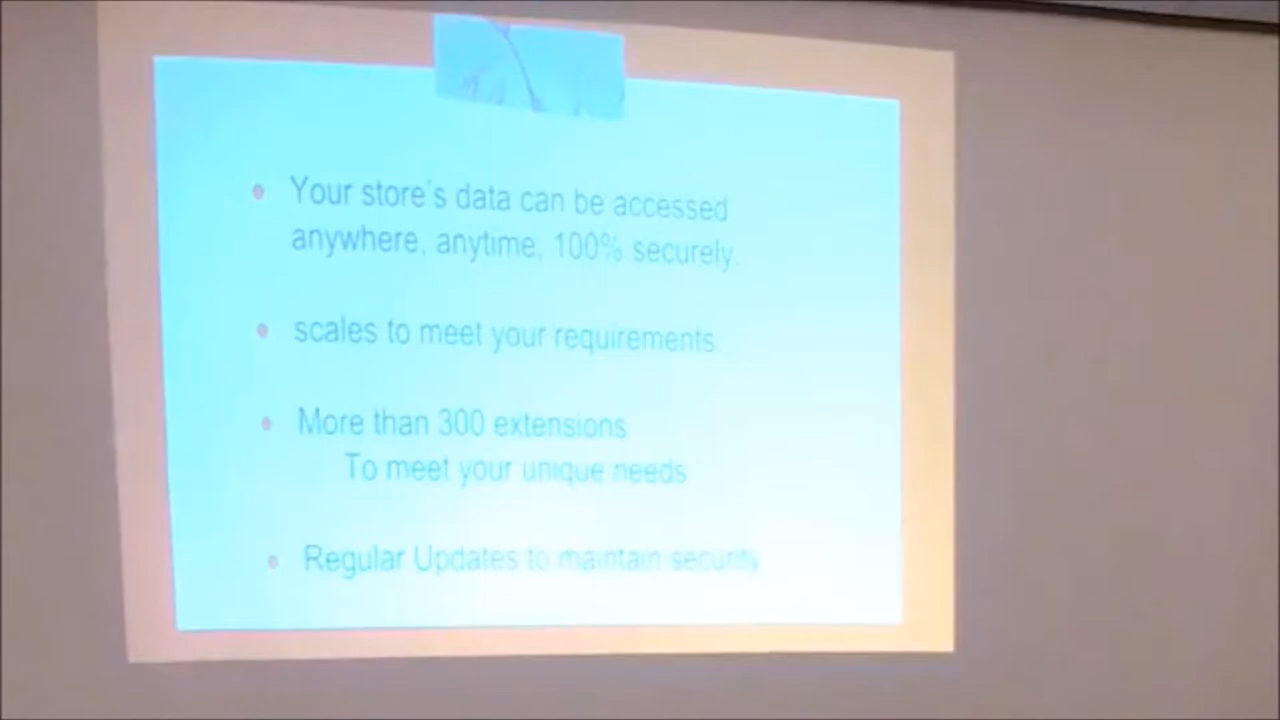 Your store's data can be accessed
anywhere, anytime, 100% securely.
scales to meet your requirements.
More than 300 extensions
To meet your unique needs
Regular Updates to maintain security